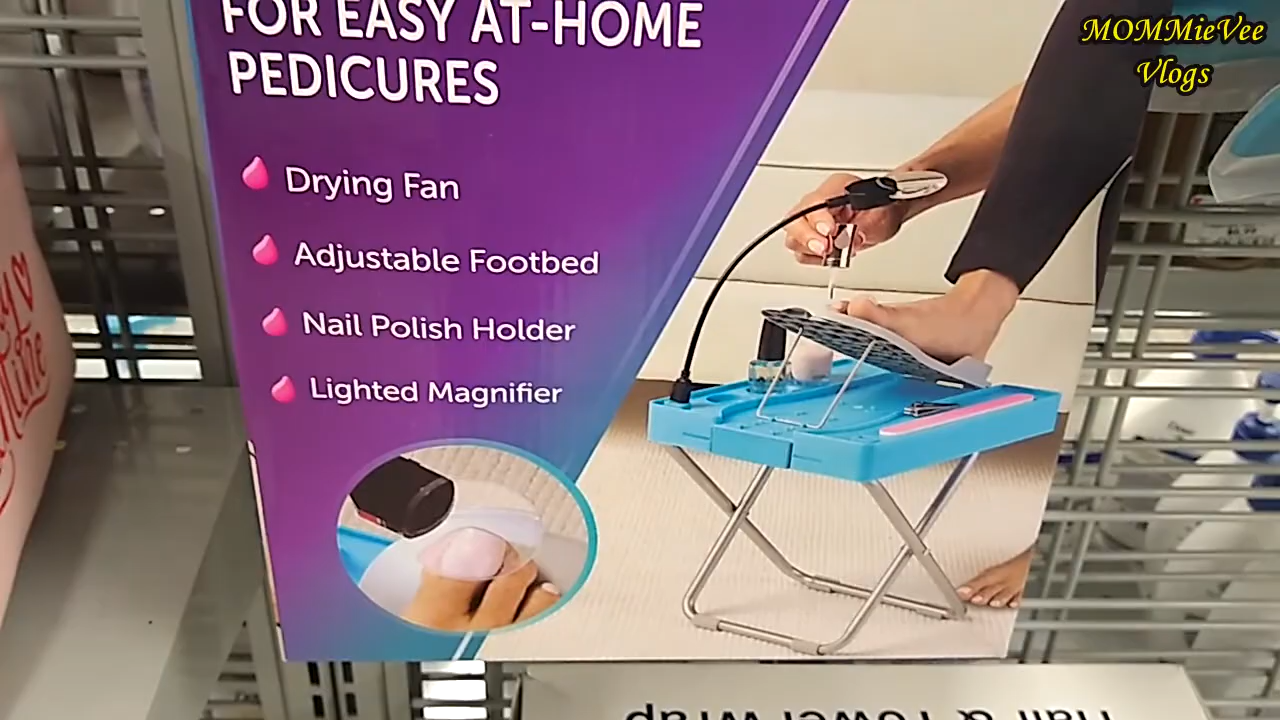 MOMMieVee
Vlogs
FOR EASY AT-HOME
PEDICURES
Drying Fan
Adjustable Footbed
Nail Polish Holder
Lighted Magnifier